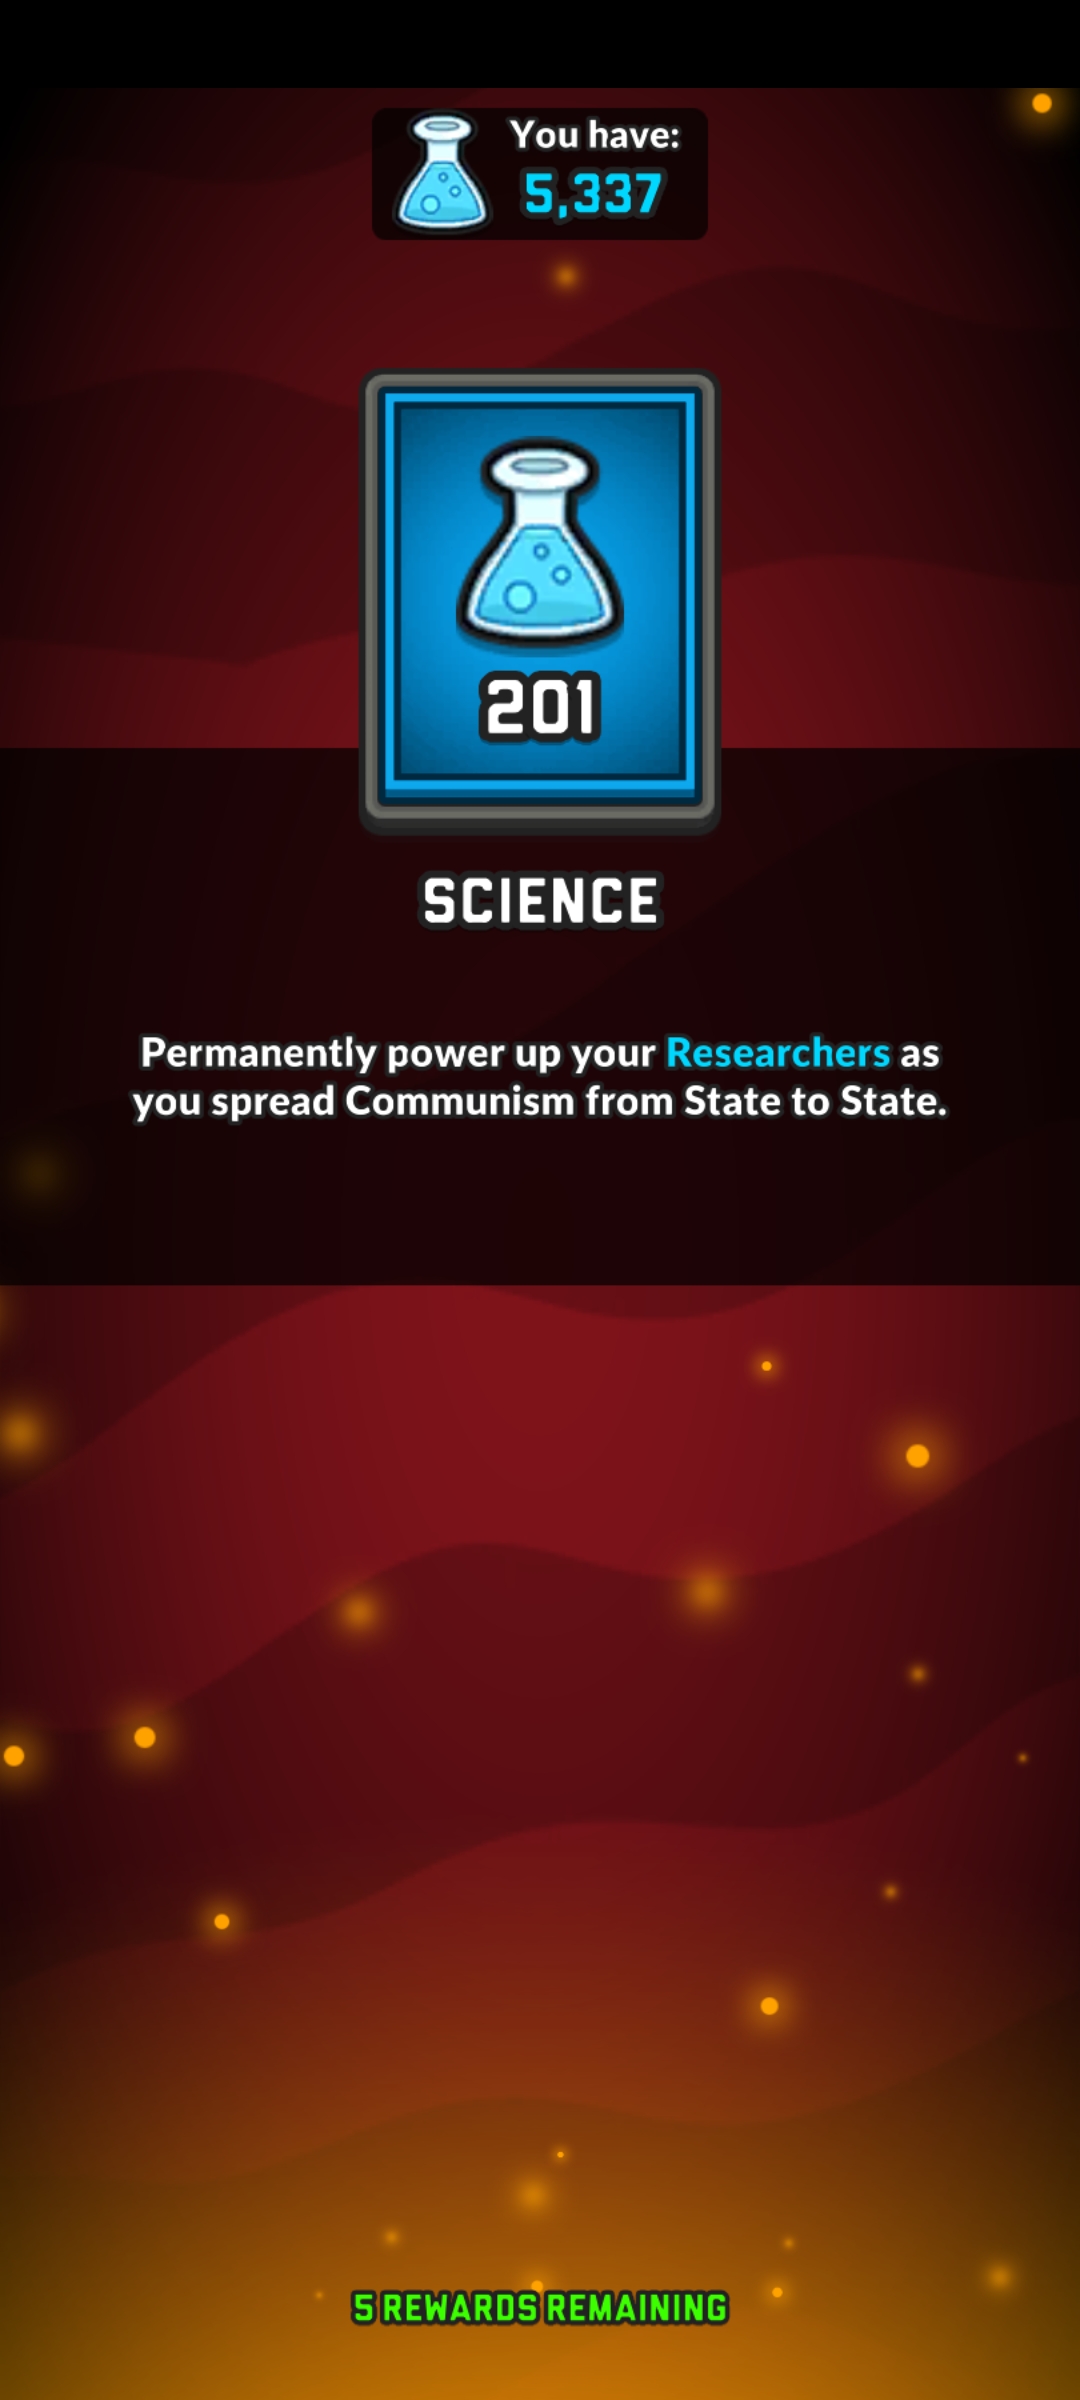 You have:
5,337
201
SCIENCE
Permanently power up your Researchers as
you spread Communism from State to State.
5 REWARDS REMAINING